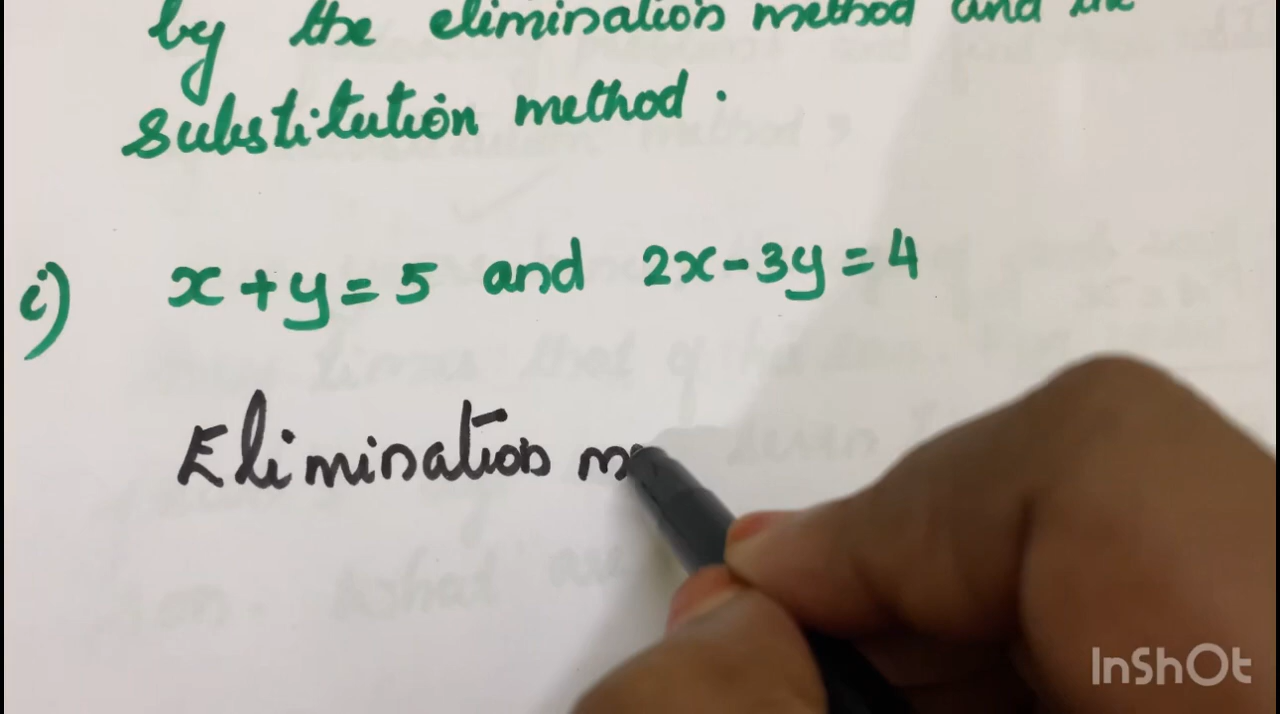 by the elimination method and the
substitution method.
i) x+y=5 and 2x-3y=4
Elimination m
InShOt